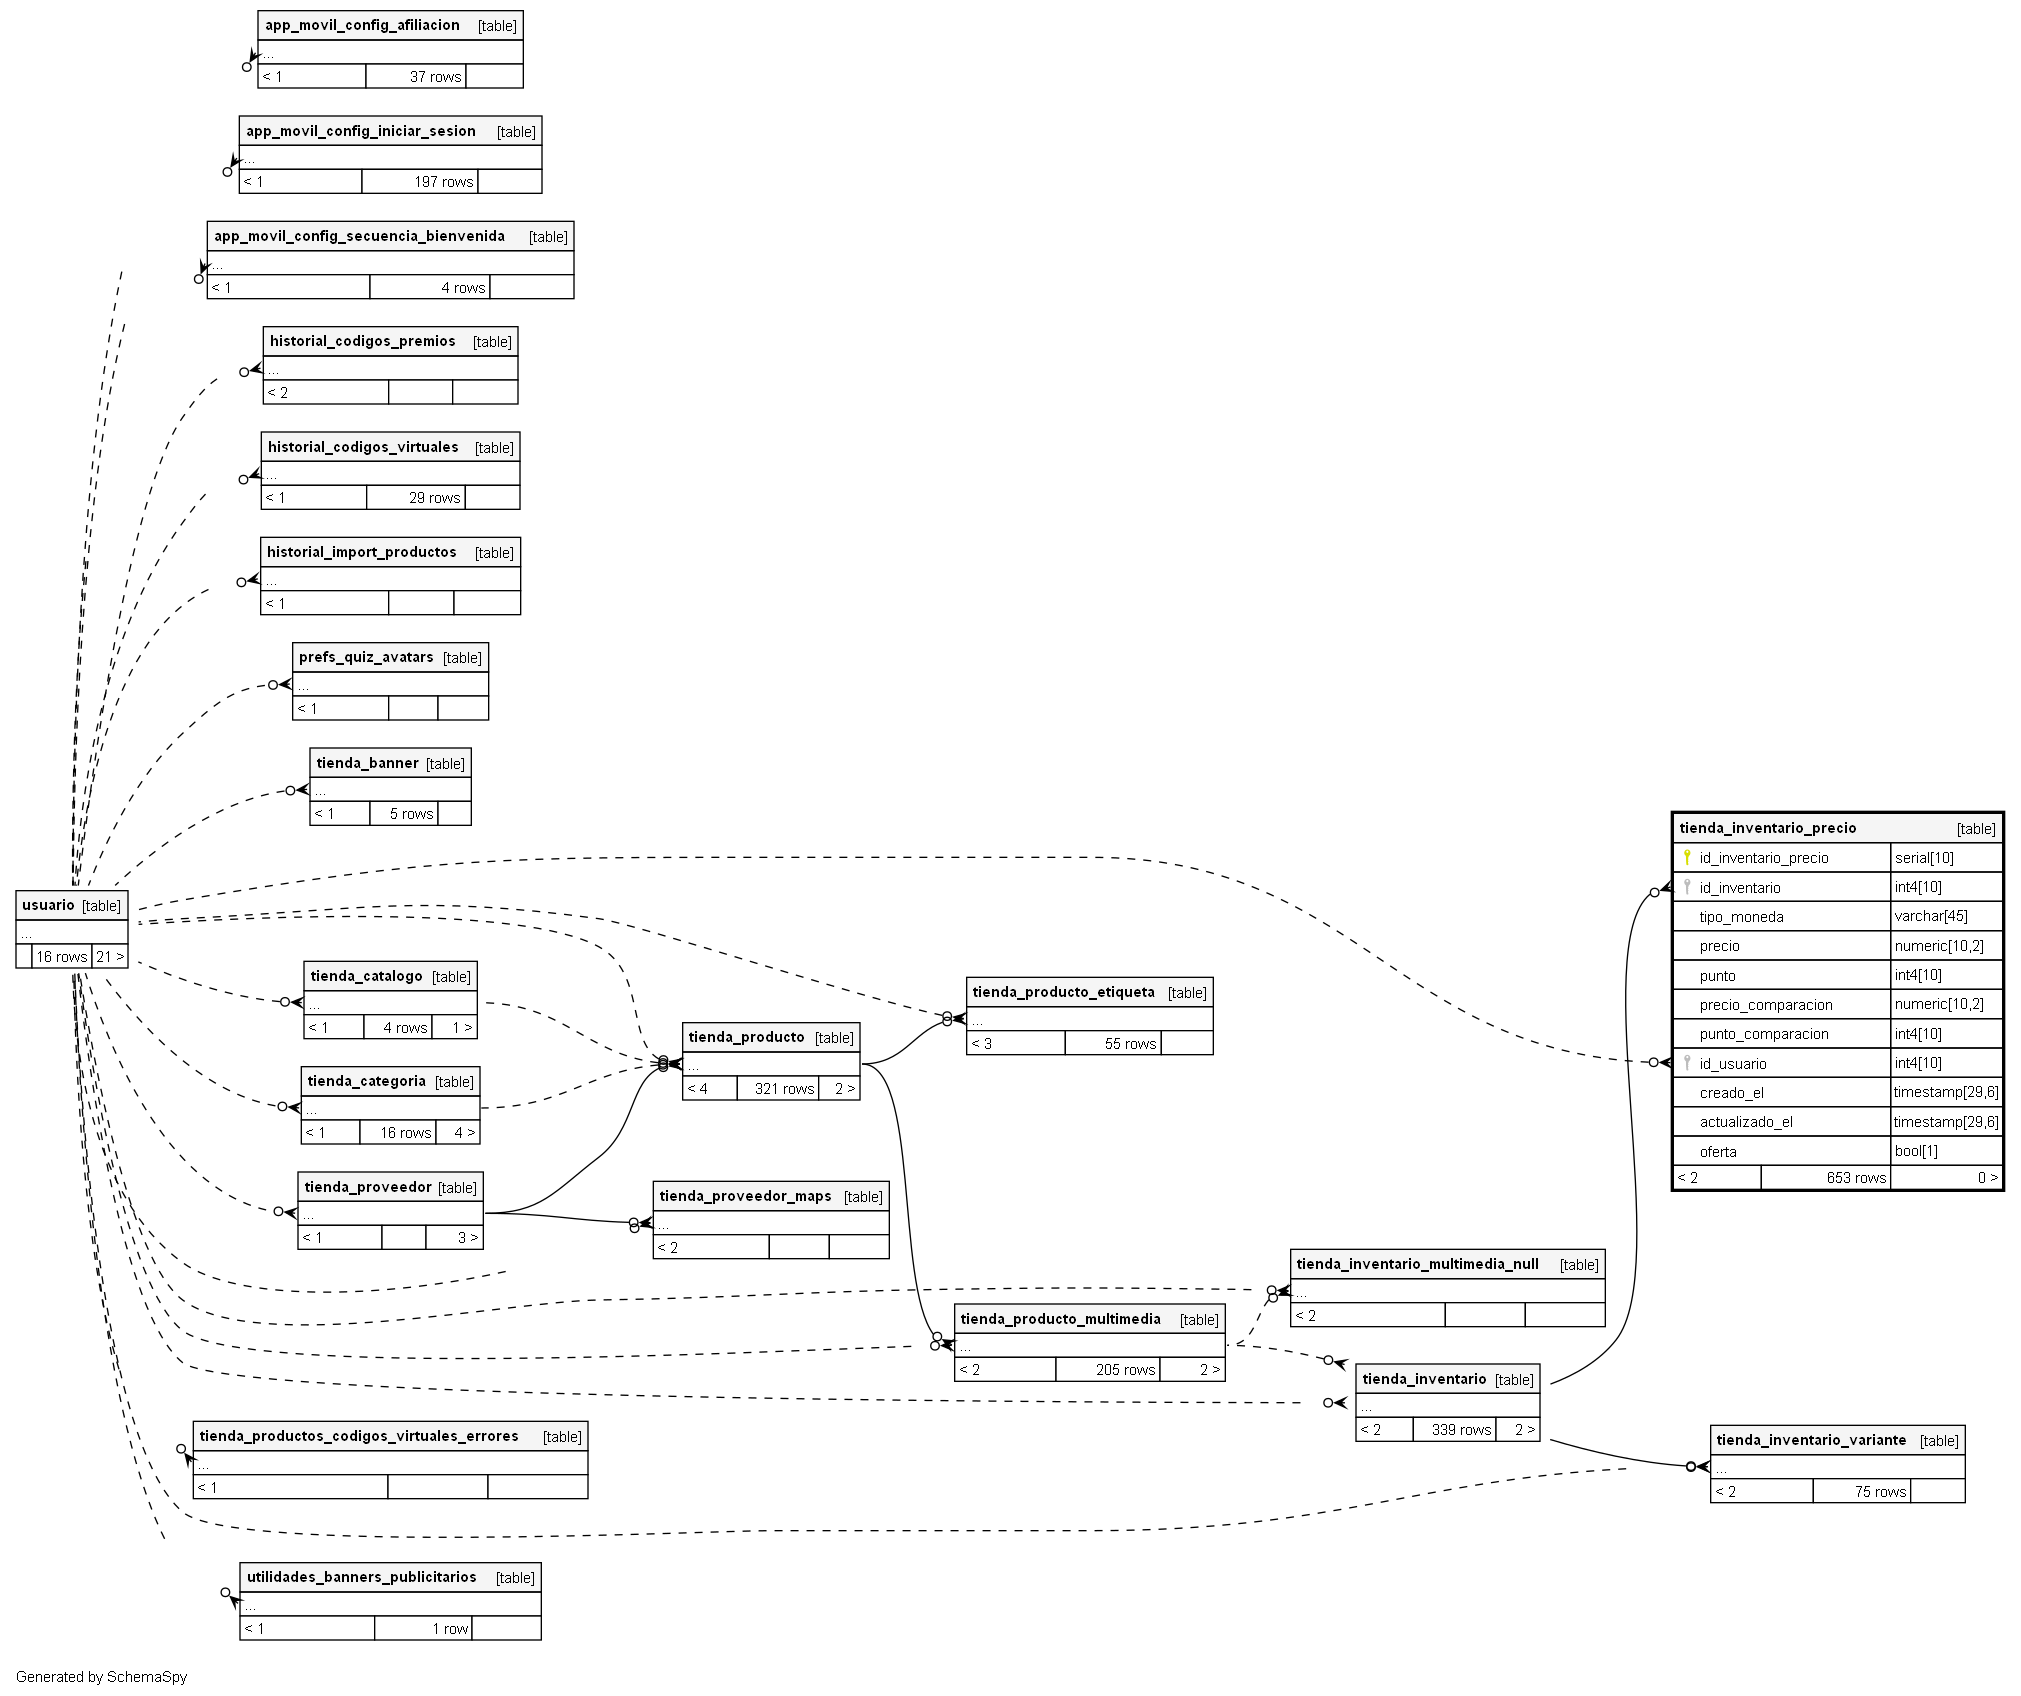 app_movil_config_afiliacion [table]
...
< 1 37 rows
app_movil_config_iniciar_sesion [table]
...
< 1 197 rows
app_movil_config_secuencia_bienvenida [table]
...
< 1 4 rows
historial_codigos_premios [table]
...
< 2
historial_codigos_virtuales [table]
...
< 1 29 rows
historial_import_productos [table]
...
< 1
prefs_quiz_avatars [table]
...
< 1
tienda_banner [table]
...
< 1 5 rows
usuario [table]
...
16 rows 21 >
tienda_catalogo [table]
...
< 1 4 rows 1 >
tienda_categoria [table]
...
< 1 16 rows 4 >
tienda_proveedor [table]
...
< 1 3 >
tienda_producto [table]
...
< 4 321 rows 2 >
tienda_proveedor_maps [table]
...
< 2
tienda_producto_etiqueta [table]
...
< 3 55 rows
tienda_producto_multimedia [table]
...
< 2 205 rows 2 >
tienda_inventario_multimedia_null [table]
...
< 2
tienda_inventario [table]
...
< 2 339 rows 2 >
tienda_inventario_precio [table]
id_inventario_precio serial[10]
id_inventario int4[10]
tipo_moneda varchar[45]
precio numeric[10,2]
punto int4[10]
precio_comparacion numeric[10,2]
punto_comparacion int4[10]
id_usuario int4[10]
creado_el timestamp[29,6]
actualizado_el timestamp[29,6]
oferta bool[1]
< 2 653 rows 0 >
tienda_inventario_variante [table]
...
< 2 75 rows
tienda_productos_codigos_virtuales_errores [table]
...
< 1
utilidades_banners_publicitarios [table]
...
< 1 1 row
Generated by SchemaSpy